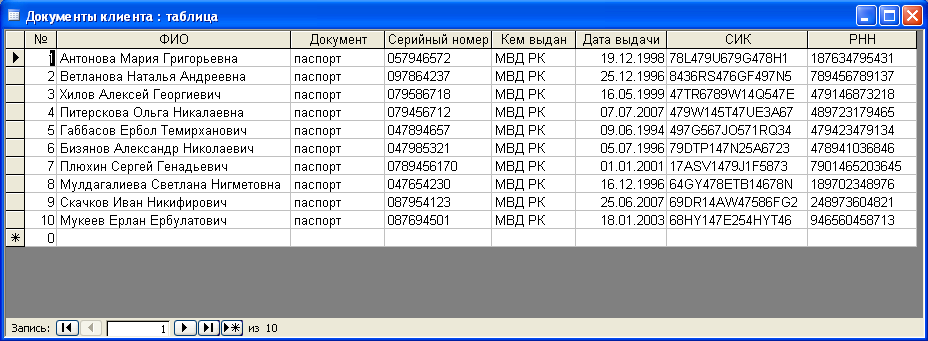 Документы клиента : таблица
№ ФИО Документ Серийный номер Кем выдан Дата выдачи СИК РНН
1 Антонова Мария Григорьевна паспорт 057946572 МВД РК 19.12.1998 78L479U679G478H1 187634795431
2 Ветланова Наталья Андреевна паспорт 097864237 МВД РК 25.12.1996 8436RS476GF497N5 789456789137
3 Хилов Алексей Георгиевич паспорт 079586718 МВД РК 16.05.1999 47TR6789W14Q547E 479146873218
4 Питерскова Ольга Никалаевна паспорт 079456712 МВД РК 07.07.2007 479W145T47UE3A67 489723179465
5 Габбасов Ербол Темирханович паспорт 047894657 МВД РК 09.06.1994 497G567JO571RQ34 479423479134
6 Бизянов Александр Николаевич паспорт 047985321 МВД РК 05.07.1996 79DTP147N25A6723 478941036846
7 Плюхин Сергей Генадьевич паспорт 0789456170 МВД РК 01.01.2001 17ASV1479J1F5873 7901465203645
8 Мулдагалиева Светлана Нигметовна паспорт 047654230 МВД РК 16.12.1996 64GY478ETB14678N 189702348976
9 Скачков Иван Никифирович паспорт 087954123 МВД РК 25.06.2007 69DR14AW47586FG2 248973604821
10 Мукеев Ерлан Ербулатович паспорт 087694501 МВД РК 18.01.2003 68HY147E254HYT46 946560458713
0
Запись: 1 из 10